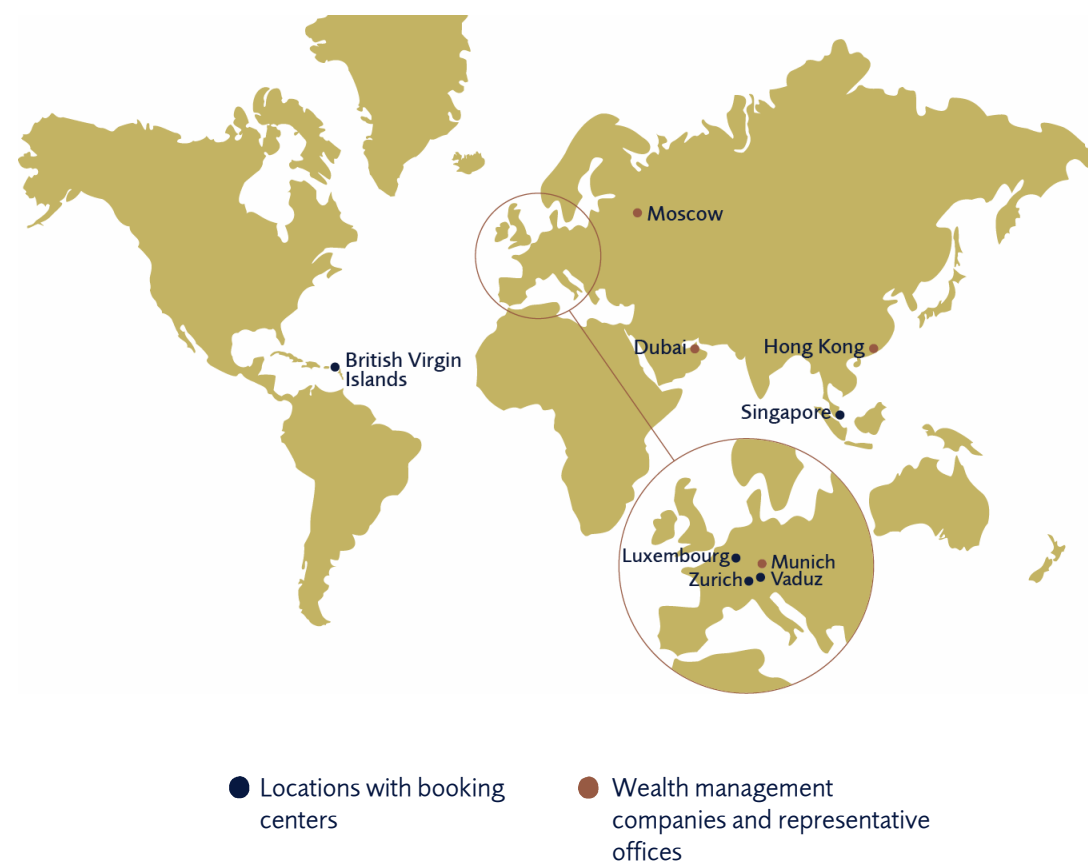 Moscow
Dubai
Hong Kong
British Virgin
Islands
Singapore
Luxembourg
Munich
Zurich
Vaduz
Locations with booking
centers
Wealth management
companies and representative
offices